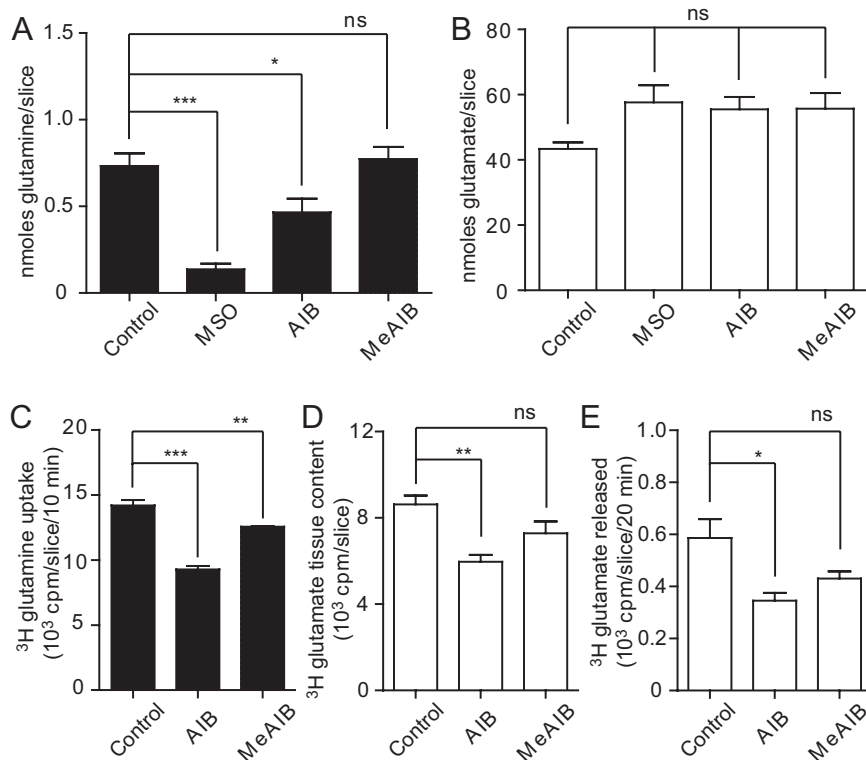 A
nmoles glutamine/slice
1.5
1.0
0.5
0
ns
*
***
Control
MSO
AIB
MeAIB
B
nmoles glutamate/slice
80
60
40
20
0
ns
Control
MSO
AIB
MeAIB
C
³H glutamine uptake
(10³ cpm/slice/10 min)
20
15
10
5
0
**
***
Control
AIB
MeAIB
D
³H glutamate tissue content
(10³ cpm/slice)
12
8
4
0
ns
**
Control
AIB
MeAIB
E
³H glutamate released
(10³ cpm/slice/20 min)
1.0
0.8
0.6
0.4
0.2
0
ns
*
Control
AIB
MeAIB